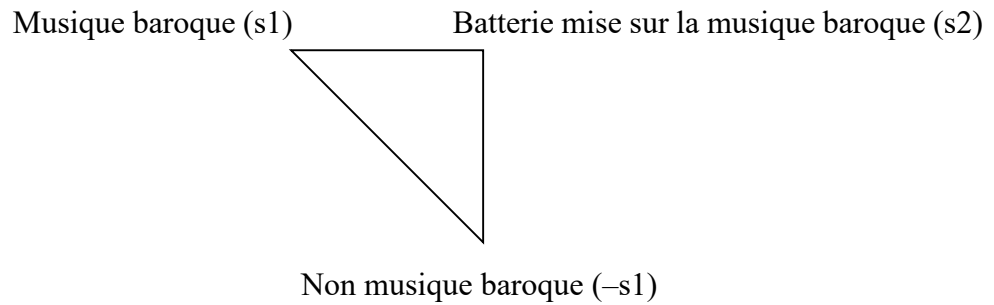 Musique baroque (s1)
Batterie mise sur la musique baroque (s2)
Non musique baroque (–s1)